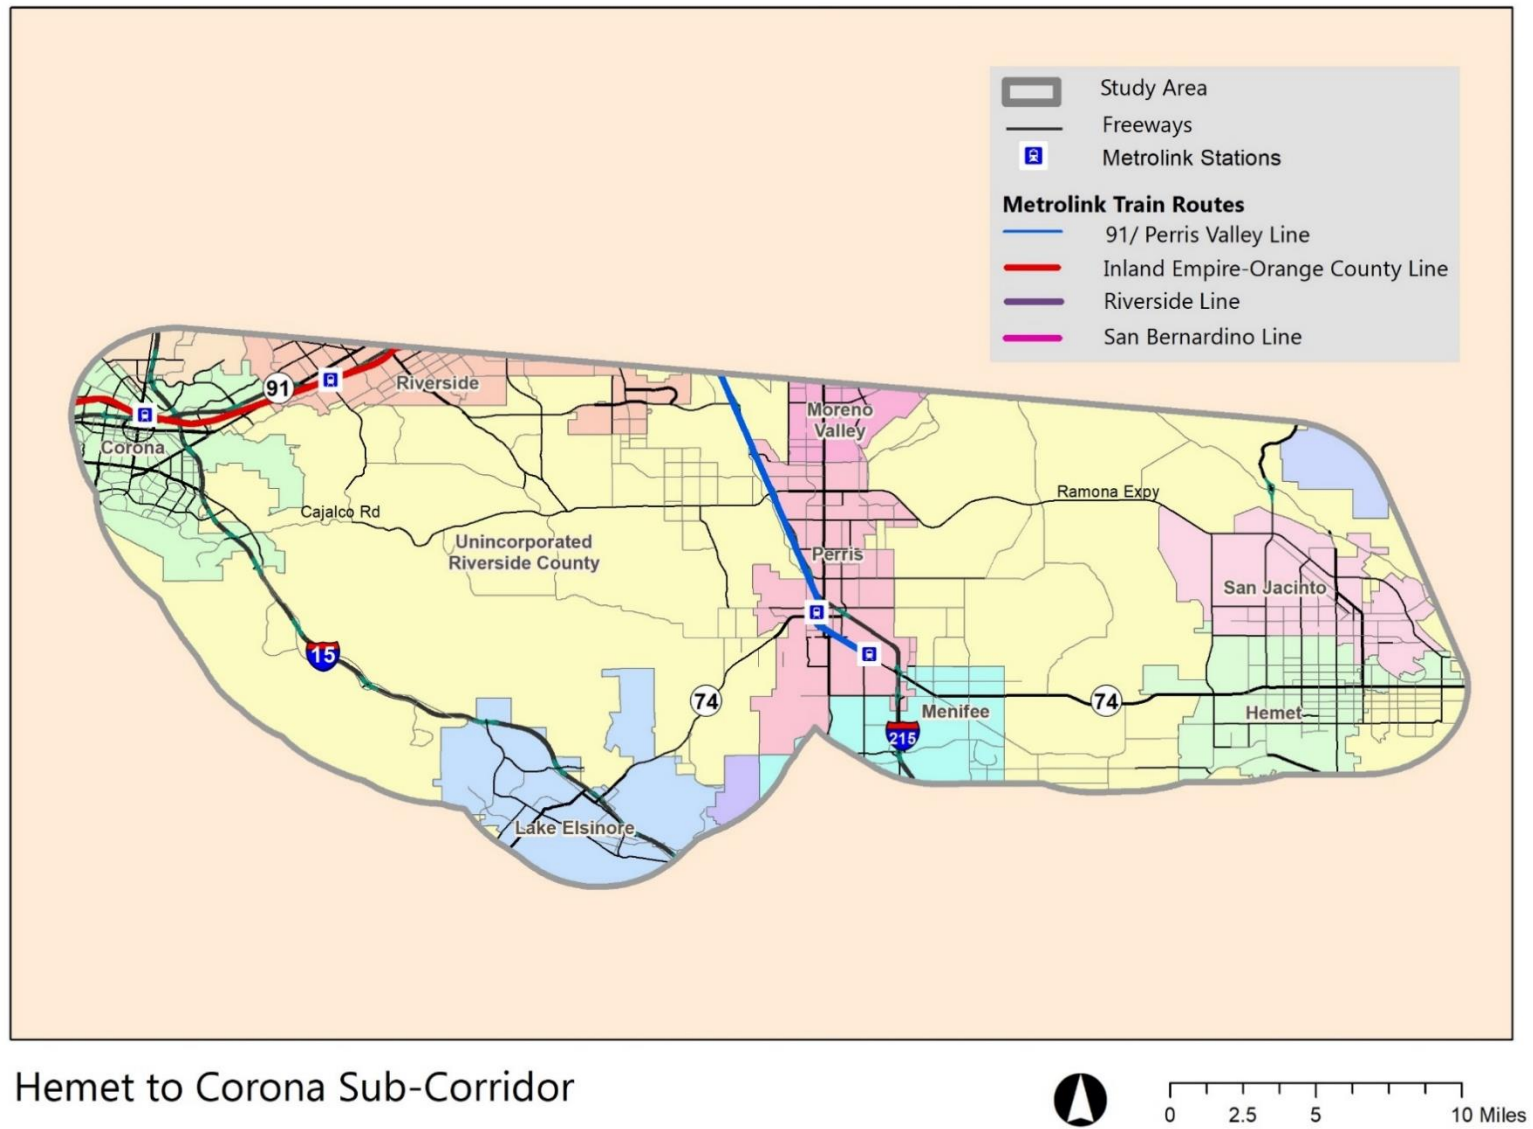 Study Area
Freeways
Metrolink Stations
Metrolink Train Routes
91/ Perris Valley Line
Inland Empire-Orange County Line
Riverside Line
San Bernardino Line
91
Riverside
Moreno
Valley
Corona
Cajalco Rd
Ramona Expy
Unincorporated
Riverside County
Perris
San Jacinto
15
74
74
Menifee
Hemet
215
Lake Elsinore
Hemet to Corona Sub-Corridor
0 2.5 5 10 Miles